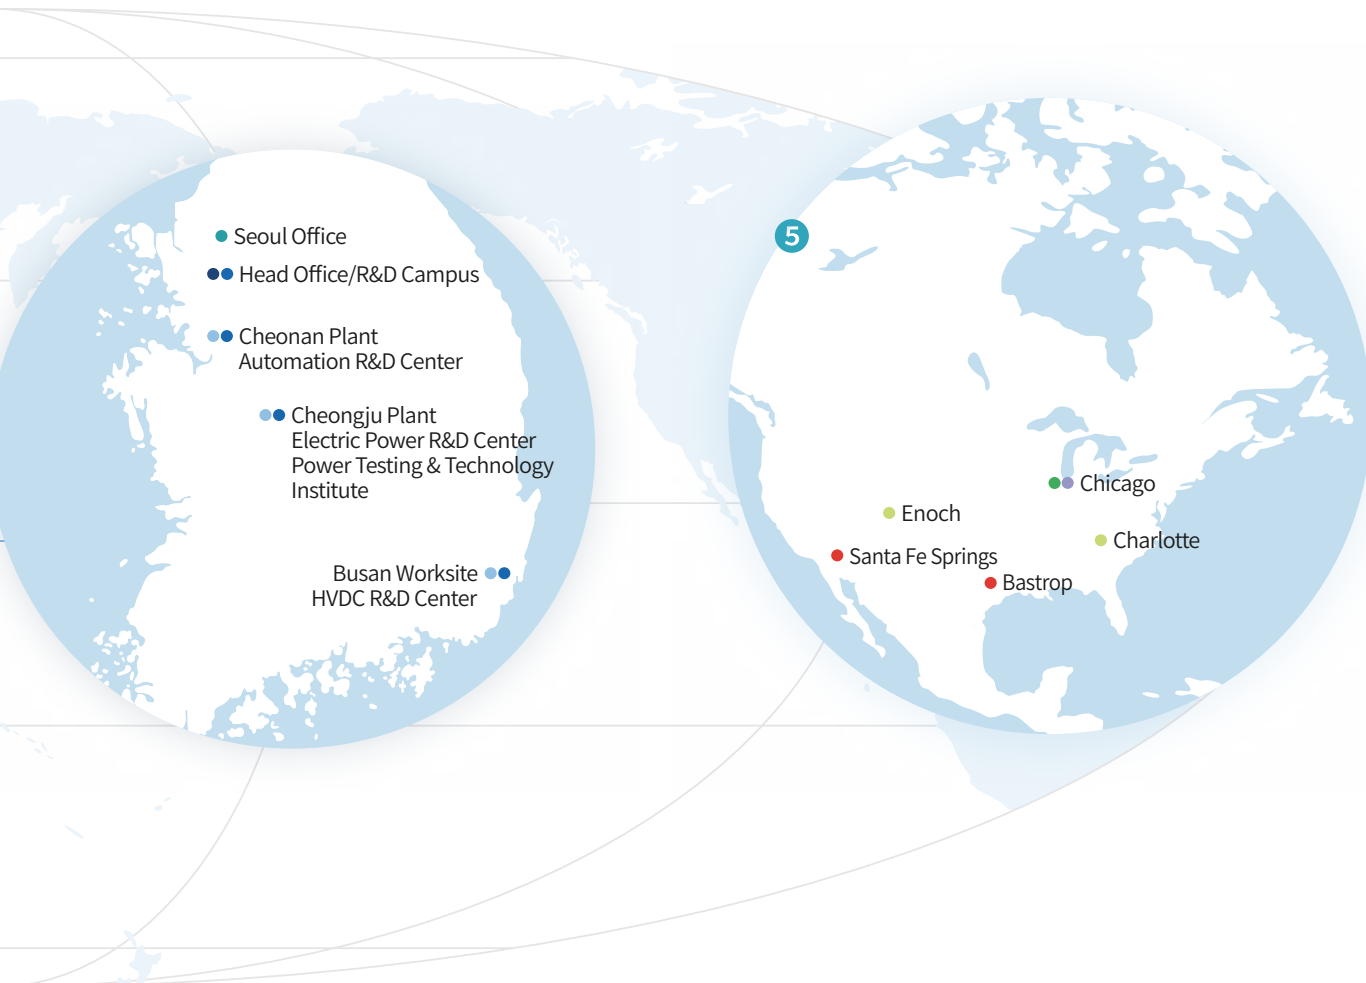 Seoul Office
Head Office/R&D Campus
Cheonan Plant
Automation R&D Center
Cheongju Plant
Electric Power R&D Center
Power Testing & Technology
Institute
Busan Worksite
HVDC R&D Center
5
Chicago
Enoch
Charlotte
Santa Fe Springs
Bastrop